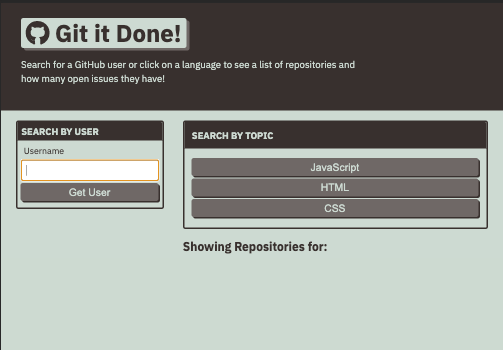 Git it Done!
Search for a GitHub user or click on a language to see a list of repositories and
how many open issues they have!
SEARCH BY USER
Username
Get User
SEARCH BY TOPIC
JavaScript
HTML
CSS
Showing Repositories for: